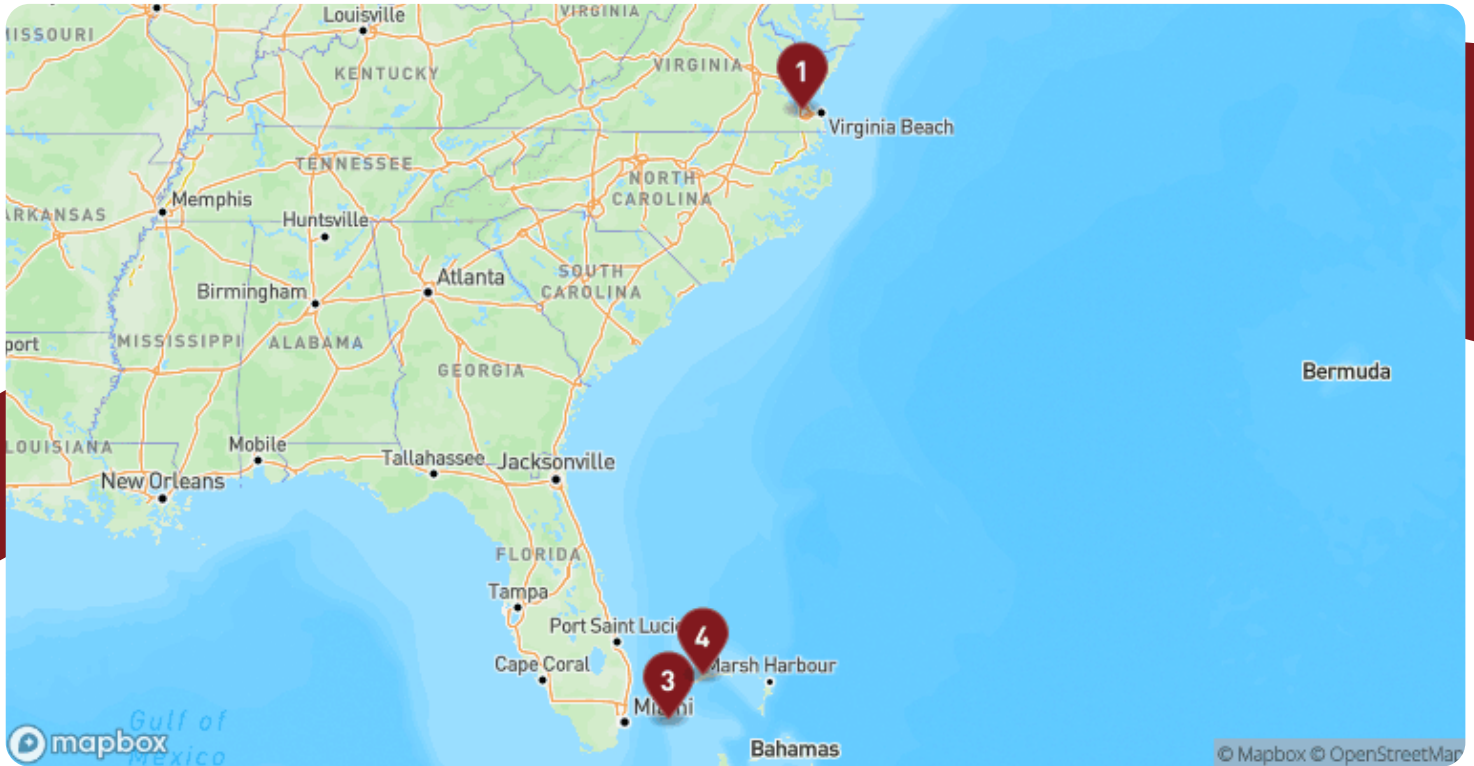 Louisville
VIRGINIA
MISSOURI
KENTUCKY
VIRGINIA
1
Virginia Beach
TENNESSEE
NORTH
CAROLINA
Memphis
ARKANSAS
Huntsville
Atlanta
SOUTH
CAROLINA
Birmingham
port
MISSISSIPPI
ALABAMA
GEORGIA
Bermuda
LOUISIANA
Mobile
Tallahassee
Jacksonville
New Orleans
FLORIDA
Tampa
Port Saint Lucie
4
Cape Coral
Marsh Harbour
3
Miami
Gulf of
Mexico
mapbox
Bahamas
© Mapbox © OpenStreetMap